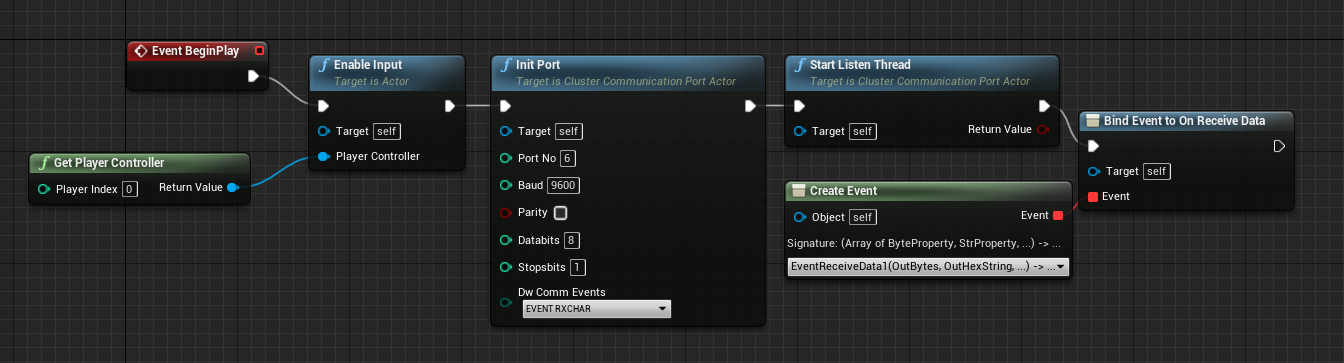 Event BeginPlay
Get Player Controller
Player Index 0 Return Value
Enable Input
Target is Actor
Target self
Player Controller
Init Port
Target is Cluster Communication Port Actor
Target self
Port No 6
Baud 9600
Parity
Databits 8
Stopsbits 1
Dw Comm Events
EVENT RXCHAR
Start Listen Thread
Target is Cluster Communication Port Actor
Target self Return Value
Create Event
Object self Event
Signature: (Array of ByteProperty, StrProperty, ...) -> ...
EventReceiveData1(OutBytes, OutHexString, ...) -> ...
Bind Event to On Receive Data
Target self
Event